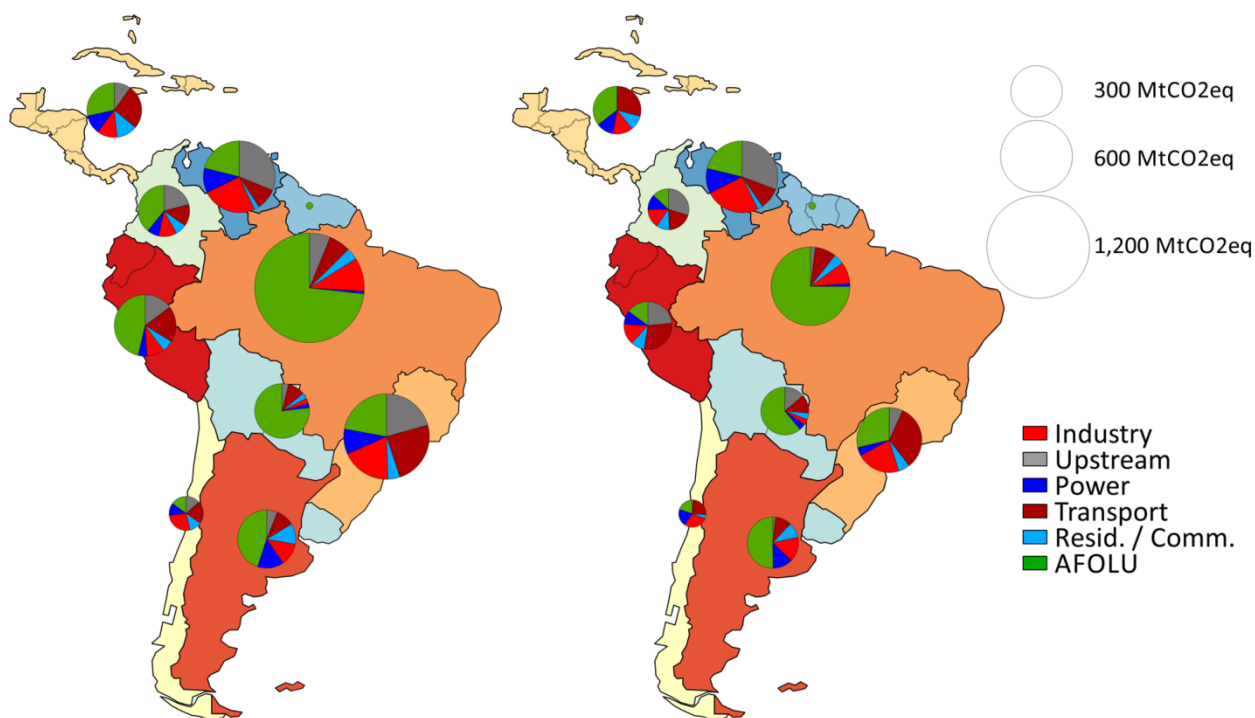 300 MtCO2eq
600 MtCO2eq
1,200 MtCO2eq
Industry
Upstream
Power
Transport
Resid. / Comm.
AFOLU